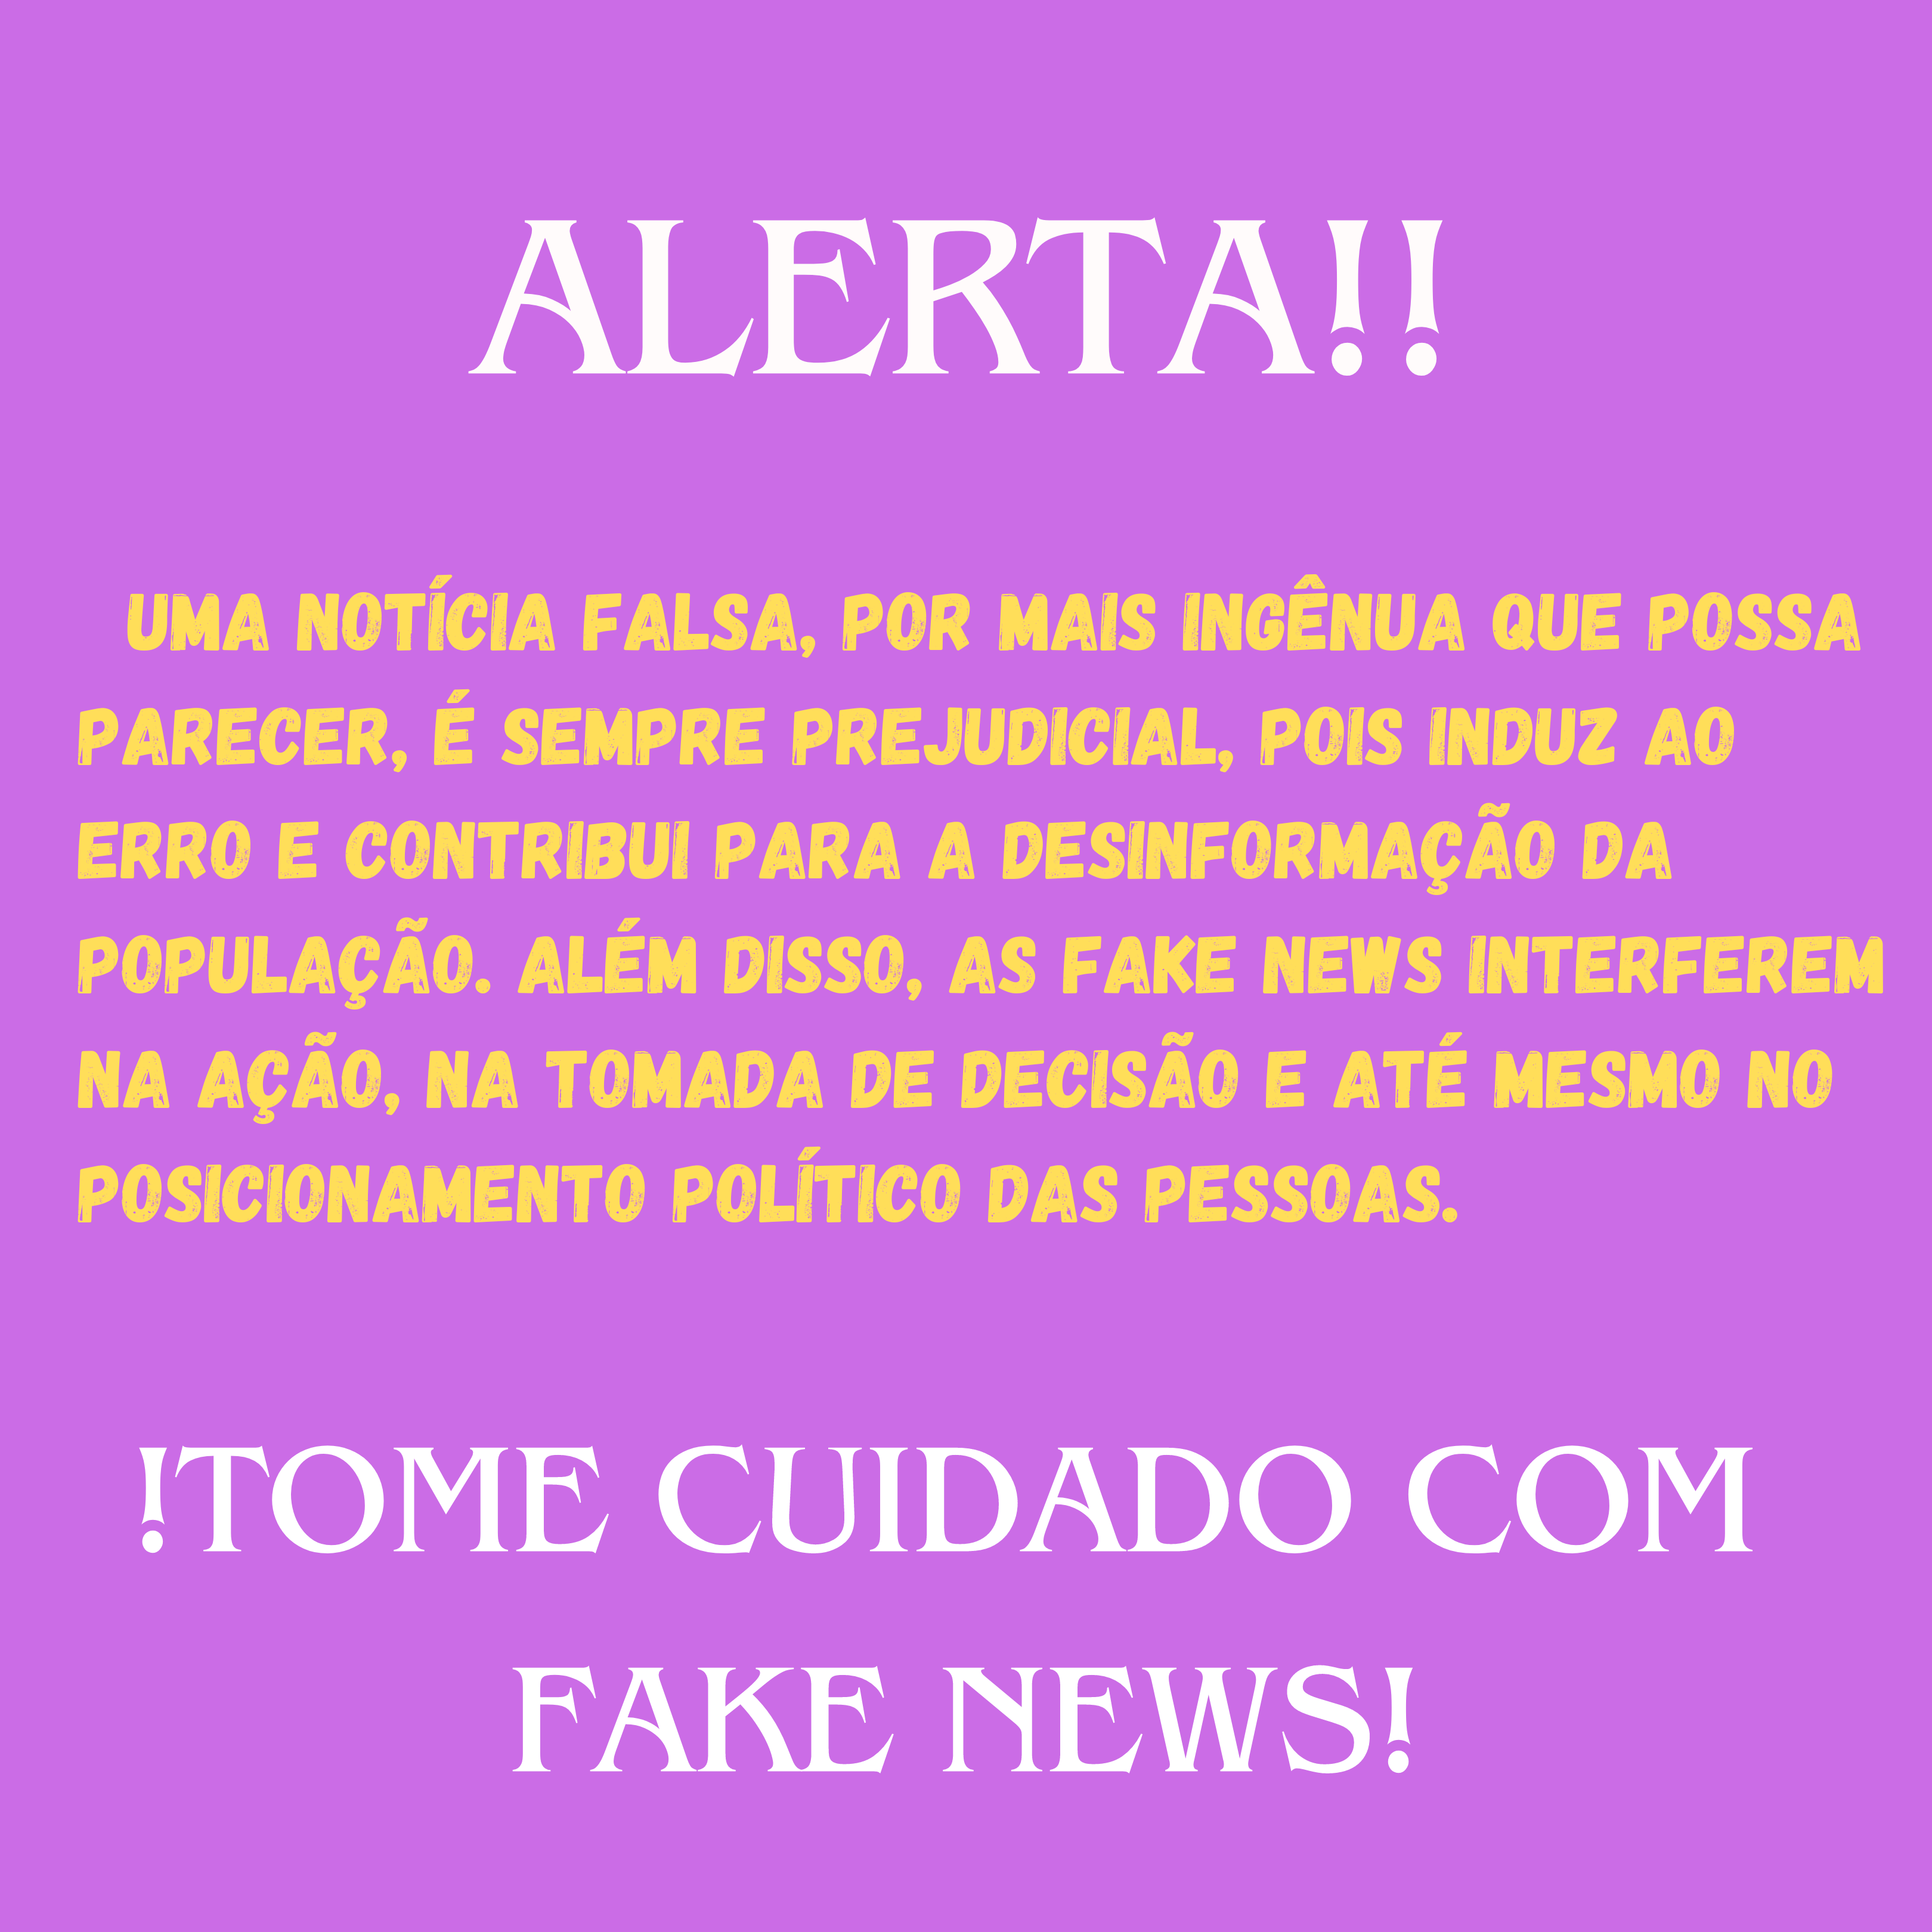 ALERTA!!
UMA NOTÍCIA FALSA, POR MAIS INGÊNUA QUE POSSA
PARECER, É SEMPRE PREJUDICIAL, POIS INDUZ AO
ERRO E CONTRIBUI PARA A DESINFORMAÇÃO DA
POPULAÇÃO. ALÉM DISSO, AS FAKE NEWS INTERFEREM
NA AÇÃO, NA TOMADA DE DECISÃO E ATÉ MESMO NO
POSICIONAMENTO POLÍTICO DAS PESSOAS.
!TOME CUIDADO COM
FAKE NEWS!